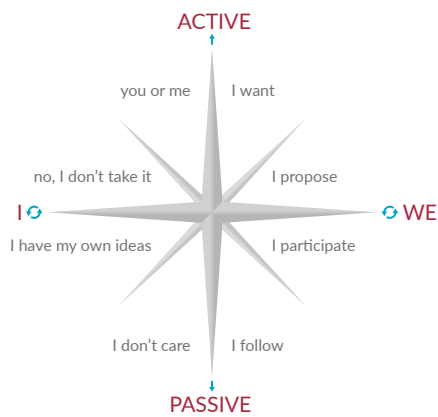 ACTIVE
you or me
I want
no, I don't take it
I propose
I
WE
I have my own ideas
I participate
I don't care
I follow
PASSIVE